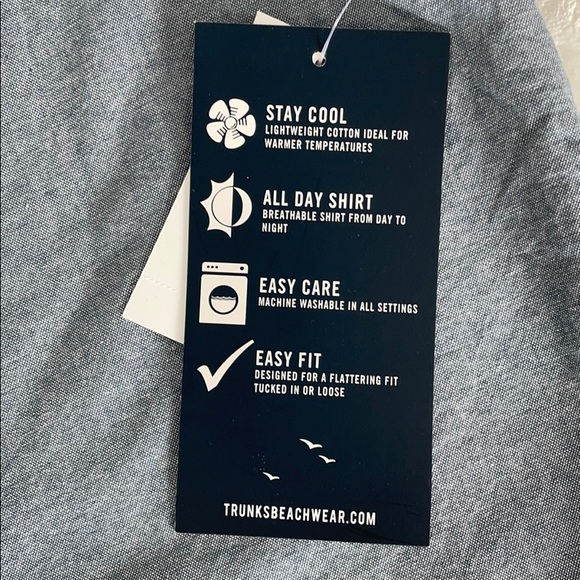 STAY COOL
LIGHTWEIGHT COTTON IDEAL FOR
WARMER TEMPERATURES
ALL DAY SHIRT
BREATHABLE SHIRT FROM DAY TO
NIGHT
EASY CARE
MACHINE WASHABLE IN ALL SETTINGS
EASY FIT
DESIGNED FOR A FLATTERING FIT
TUCKED IN OR LOOSE
TRUNKSBEACHWEAR.COM